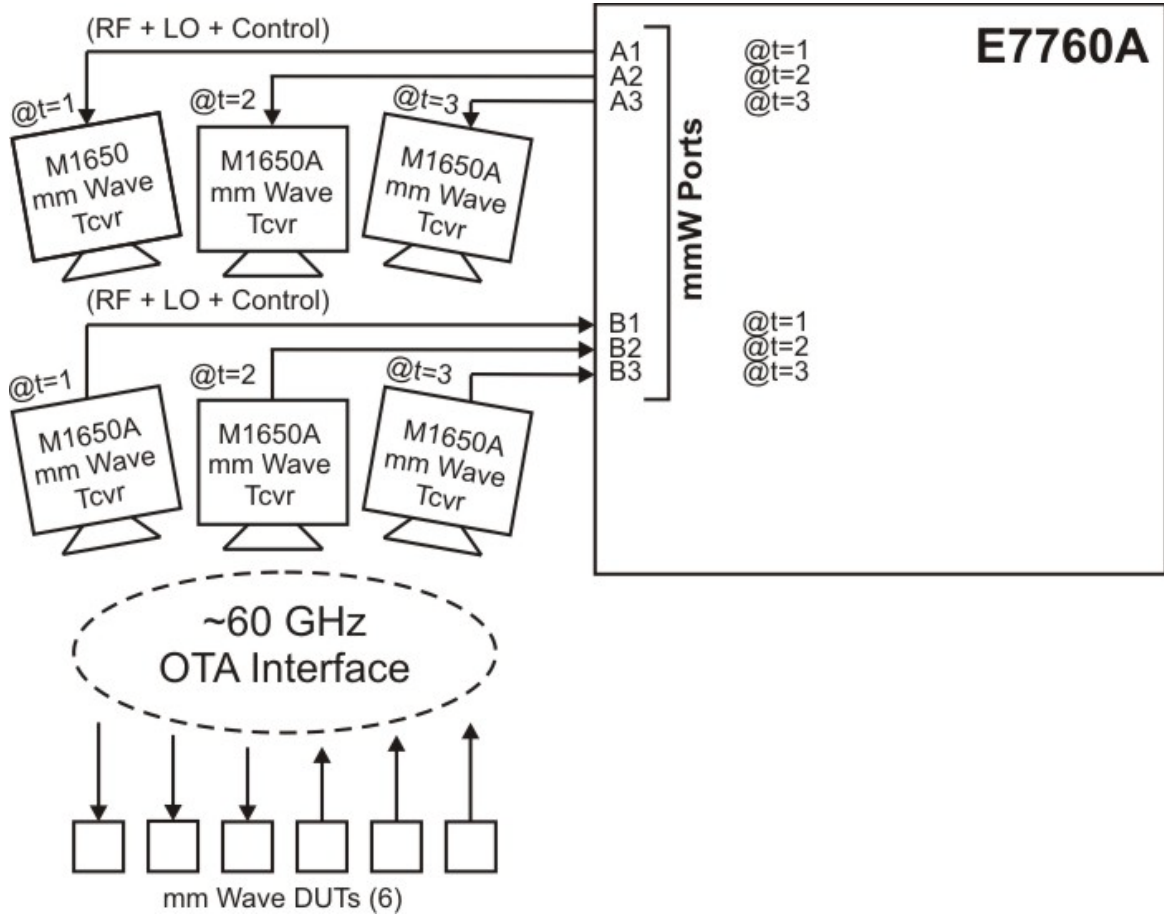 (RF + LO + Control)
E7760A
A1 @t=1
A2 @t=2
A3 @t=3
@t=1
@t=2
@t=3
M1650
mm Wave
Tcvr
M1650A
mm Wave
Tcvr
M1650A
mm Wave
Tcvr
mmW Ports
(RF + LO + Control)
B1 @t=1
B2 @t=2
B3 @t=3
@t=1
@t=2
@t=3
M1650A
mm Wave
Tcvr
M1650A
mm Wave
Tcvr
M1650A
mm Wave
Tcvr
~60 GHz
OTA Interface
mm Wave DUTs (6)